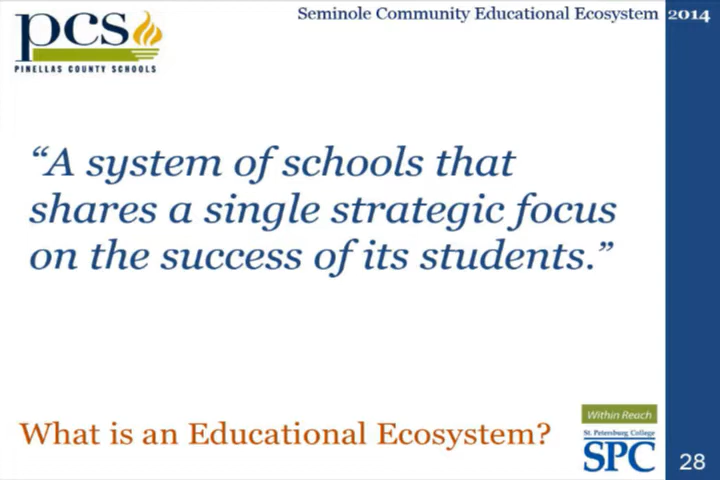 pcs
PINELLAS COUNTY SCHOOLS
Seminole Community Educational Ecosystem 2014
“A system of schools that
shares a single strategic focus
on the success of its students.”
What is an Educational Ecosystem?
Within Reach
St. Petersburg College
SPC
28